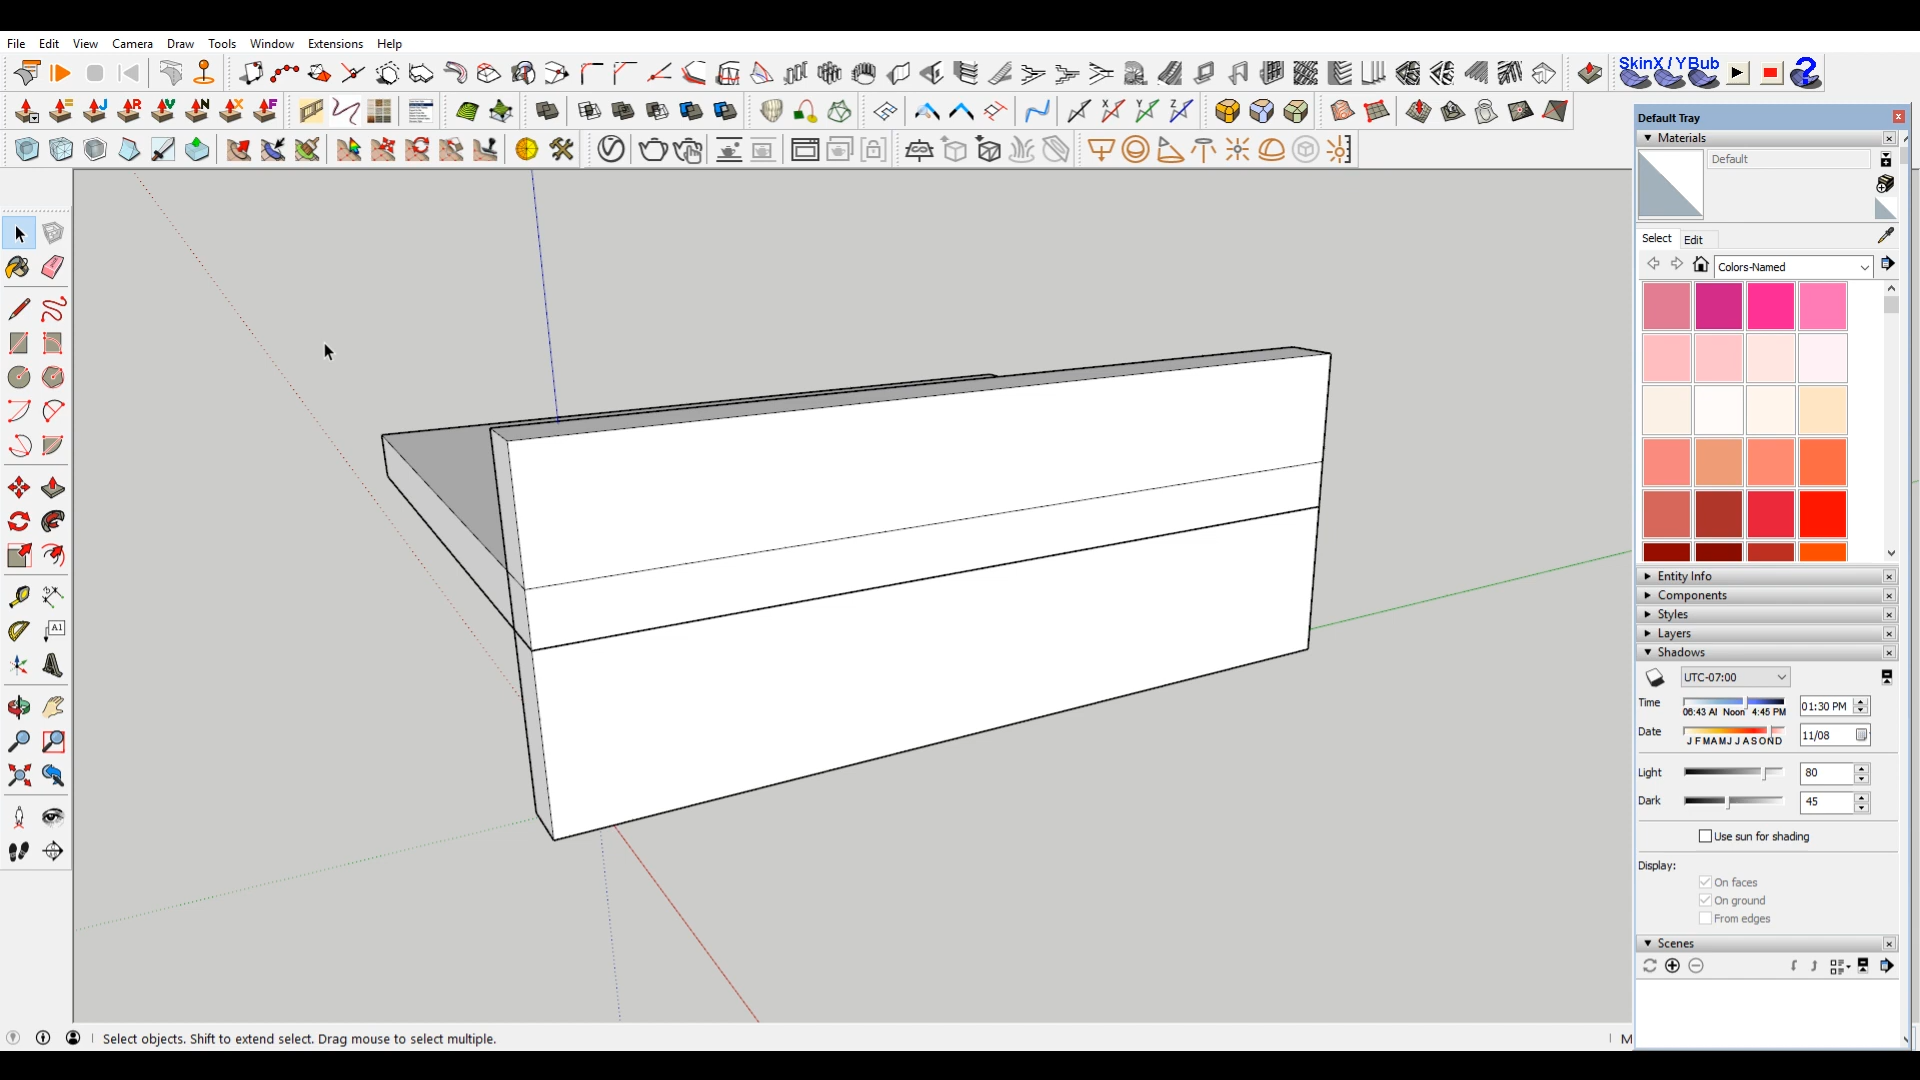 File Edit View Camera Draw Tools Window Extensions Help
SkinX / YBub
Default Tray
Materials
Default
Select Edit
Colors-Named
Entity Info
Components
Styles
Layers
Shadows
UTC-07:00
Time 06:43 AI Noon 4:45 PM 01:30 PM
Date J F M A M J J A S O N D 11/08
Light 80
Dark 45
Use sun for shading
Display:
On faces
On ground
From edges
Scenes
Select objects. Shift to extend select. Drag mouse to select multiple. M